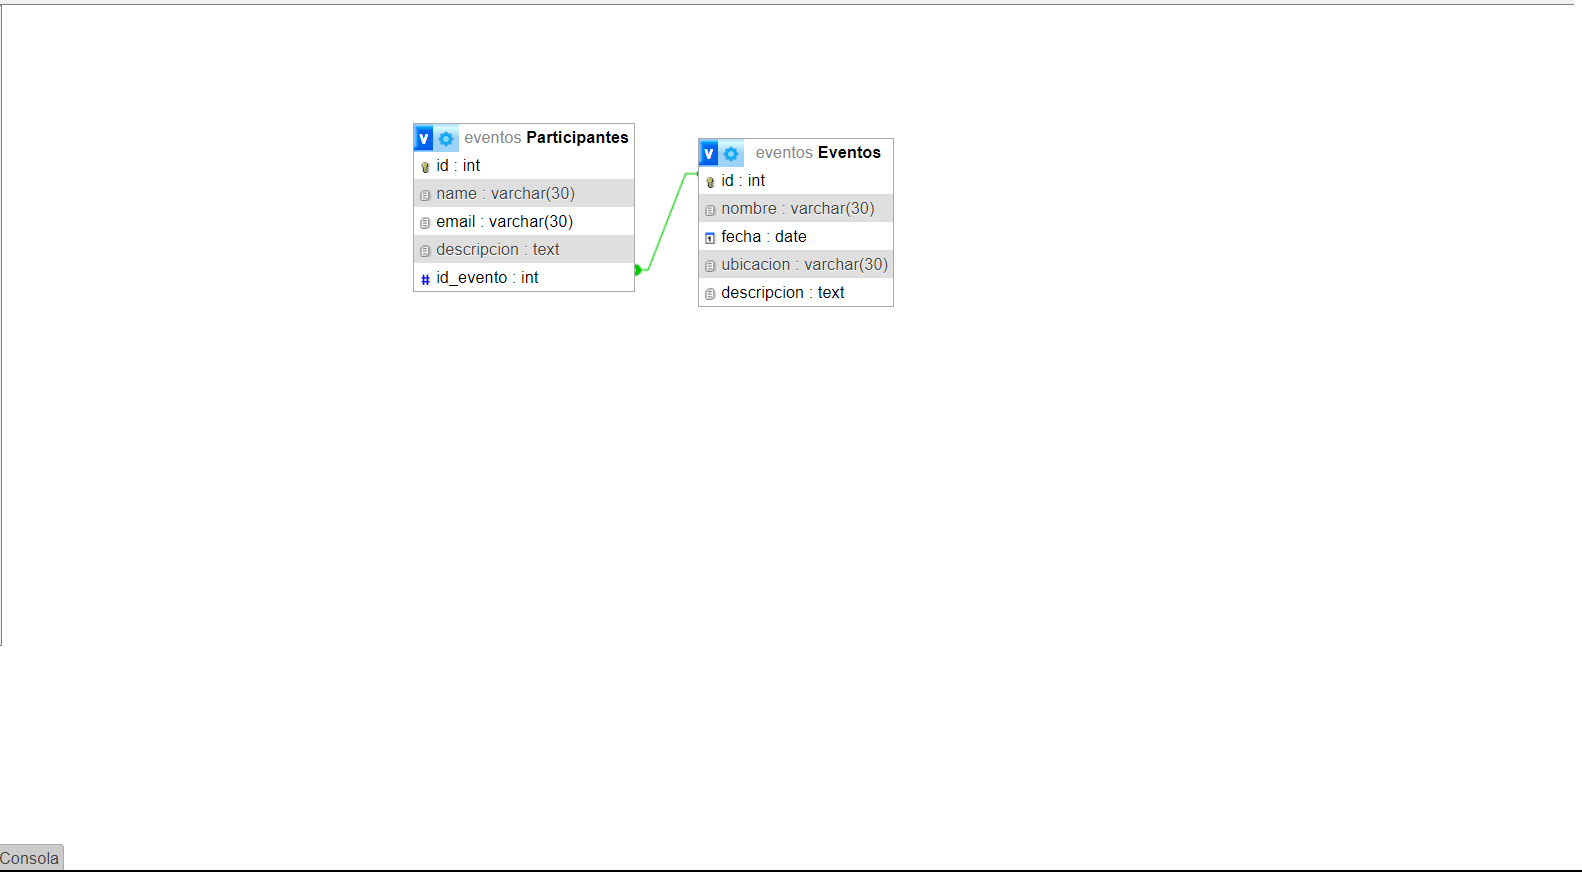 v eventos Participantes
id : int
name : varchar(30)
email : varchar(30)
descripcion : text
# id_evento : int
v eventos Eventos
id : int
nombre : varchar(30)
fecha : date
ubicacion : varchar(30)
descripcion : text
Consola